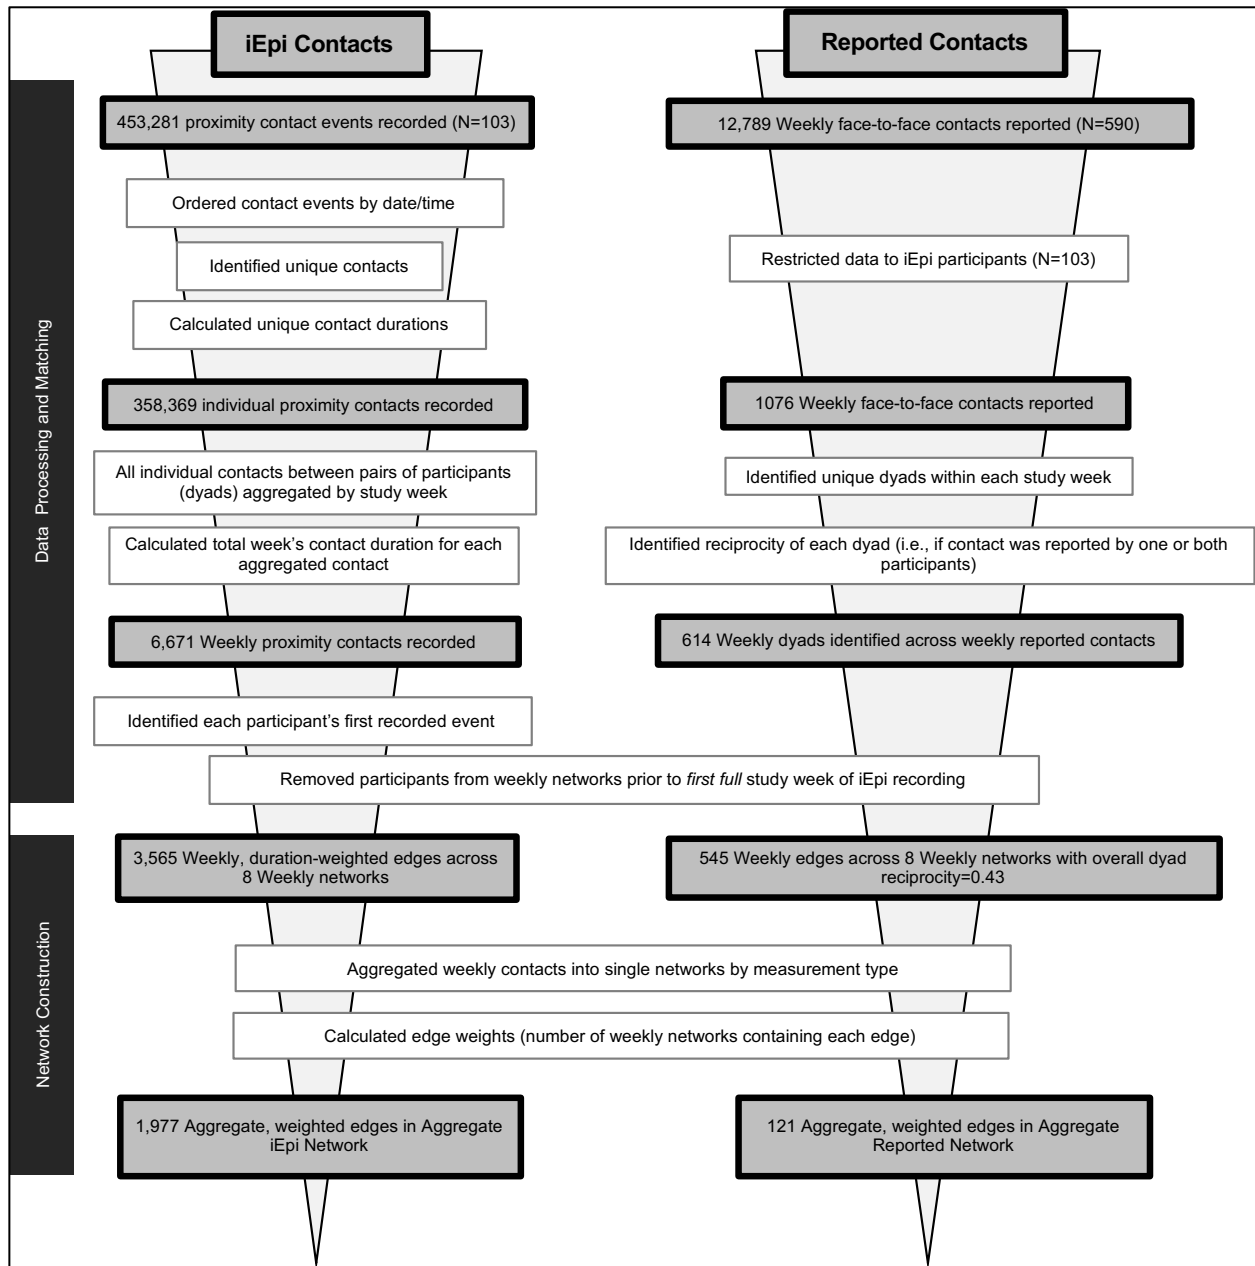 iEpi Contacts
Reported Contacts
Data Processing and Matching
453,281 proximity contact events recorded (N=103)
12,789 Weekly face-to-face contacts reported (N=590)
Ordered contact events by date/time
Identified unique contacts
Restricted data to iEpi participants (N=103)
Calculated unique contact durations
358,369 individual proximity contacts recorded
1076 Weekly face-to-face contacts reported
All individual contacts between pairs of participants
(dyads) aggregated by study week
Identified unique dyads within each study week
Calculated total week’s contact duration for each
aggregated contact
Identified reciprocity of each dyad (i.e., if contact was reported by one or both
participants)
6,671 Weekly proximity contacts recorded
614 Weekly dyads identified across weekly reported contacts
Identified each participant’s first recorded event
Removed participants from weekly networks prior to first full study week of iEpi recording
Network Construction
3,565 Weekly, duration-weighted edges across
8 Weekly networks
545 Weekly edges across 8 Weekly networks with overall dyad
reciprocity=0.43
Aggregated weekly contacts into single networks by measurement type
Calculated edge weights (number of weekly networks containing each edge)
1,977 Aggregate, weighted edges in Aggregate
iEpi Network
121 Aggregate, weighted edges in Aggregate
Reported Network